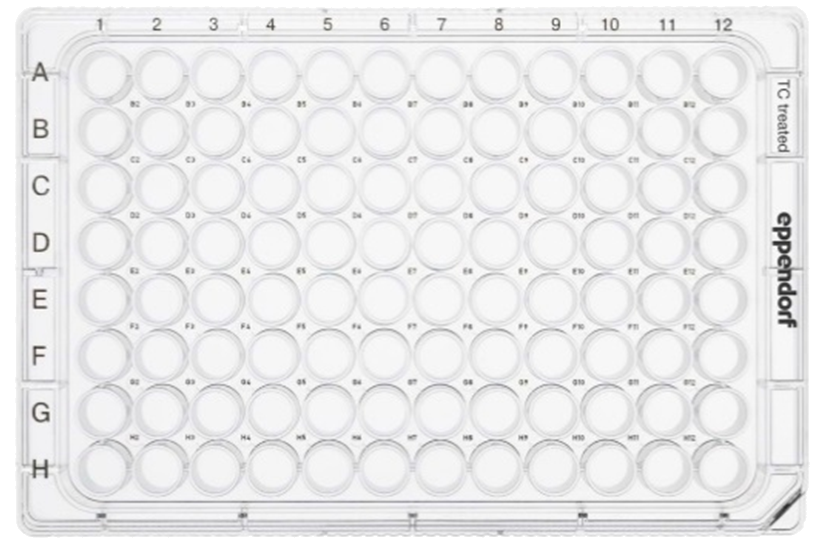 1 2 3 4 5 6 7 8 9 10 11 12
A
B2 B3 B4 B5 B6 B7 B8 B9 B10 B11 B12
B
C2 C3 C4 C5 C6 C7 C8 C9 C10 C11 C12
C
D2 D3 D4 D5 D6 D7 D8 D9 D10 D11 D12
D
E2 E3 E4 E5 E6 E7 E8 E9 E10 E11 E12
E
F2 F3 F4 F5 F6 F7 F8 F9 F10 F11 F12
F
G2 G3 G4 G5 G6 G7 G8 G9 G10 G11 G12
G
H2 H3 H4 H5 H6 H7 H8 H9 H10 H11 H12
H
TC treated
eppendorf